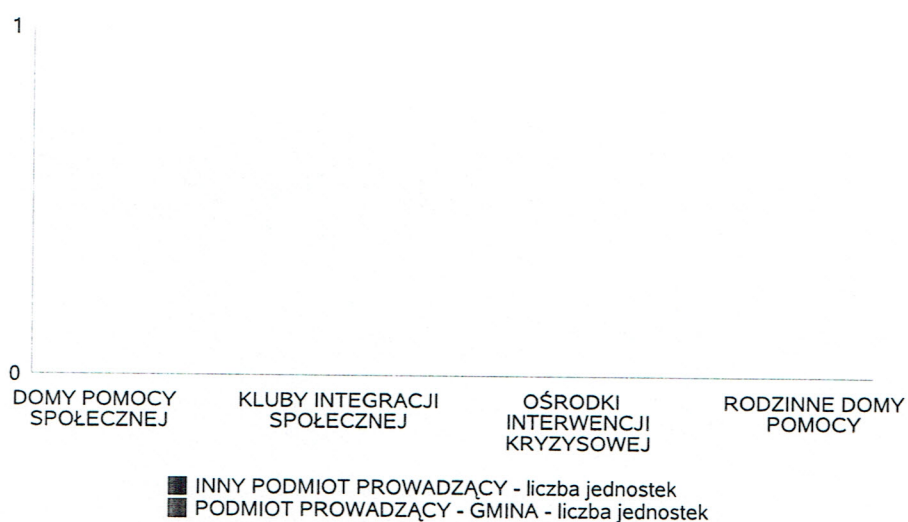 1
0
DOMY POMOCY
SPOŁECZNEJ
KLUBY INTEGRACJI
SPOŁECZNEJ
OŚRODKI
INTERWENCJI
KRYZYSOWEJ
RODZINNE DOMY
POMOCY
INNY PODMIOT PROWADZĄCY - liczba jednostek
PODMIOT PROWADZĄCY - GMINA - liczba jednostek